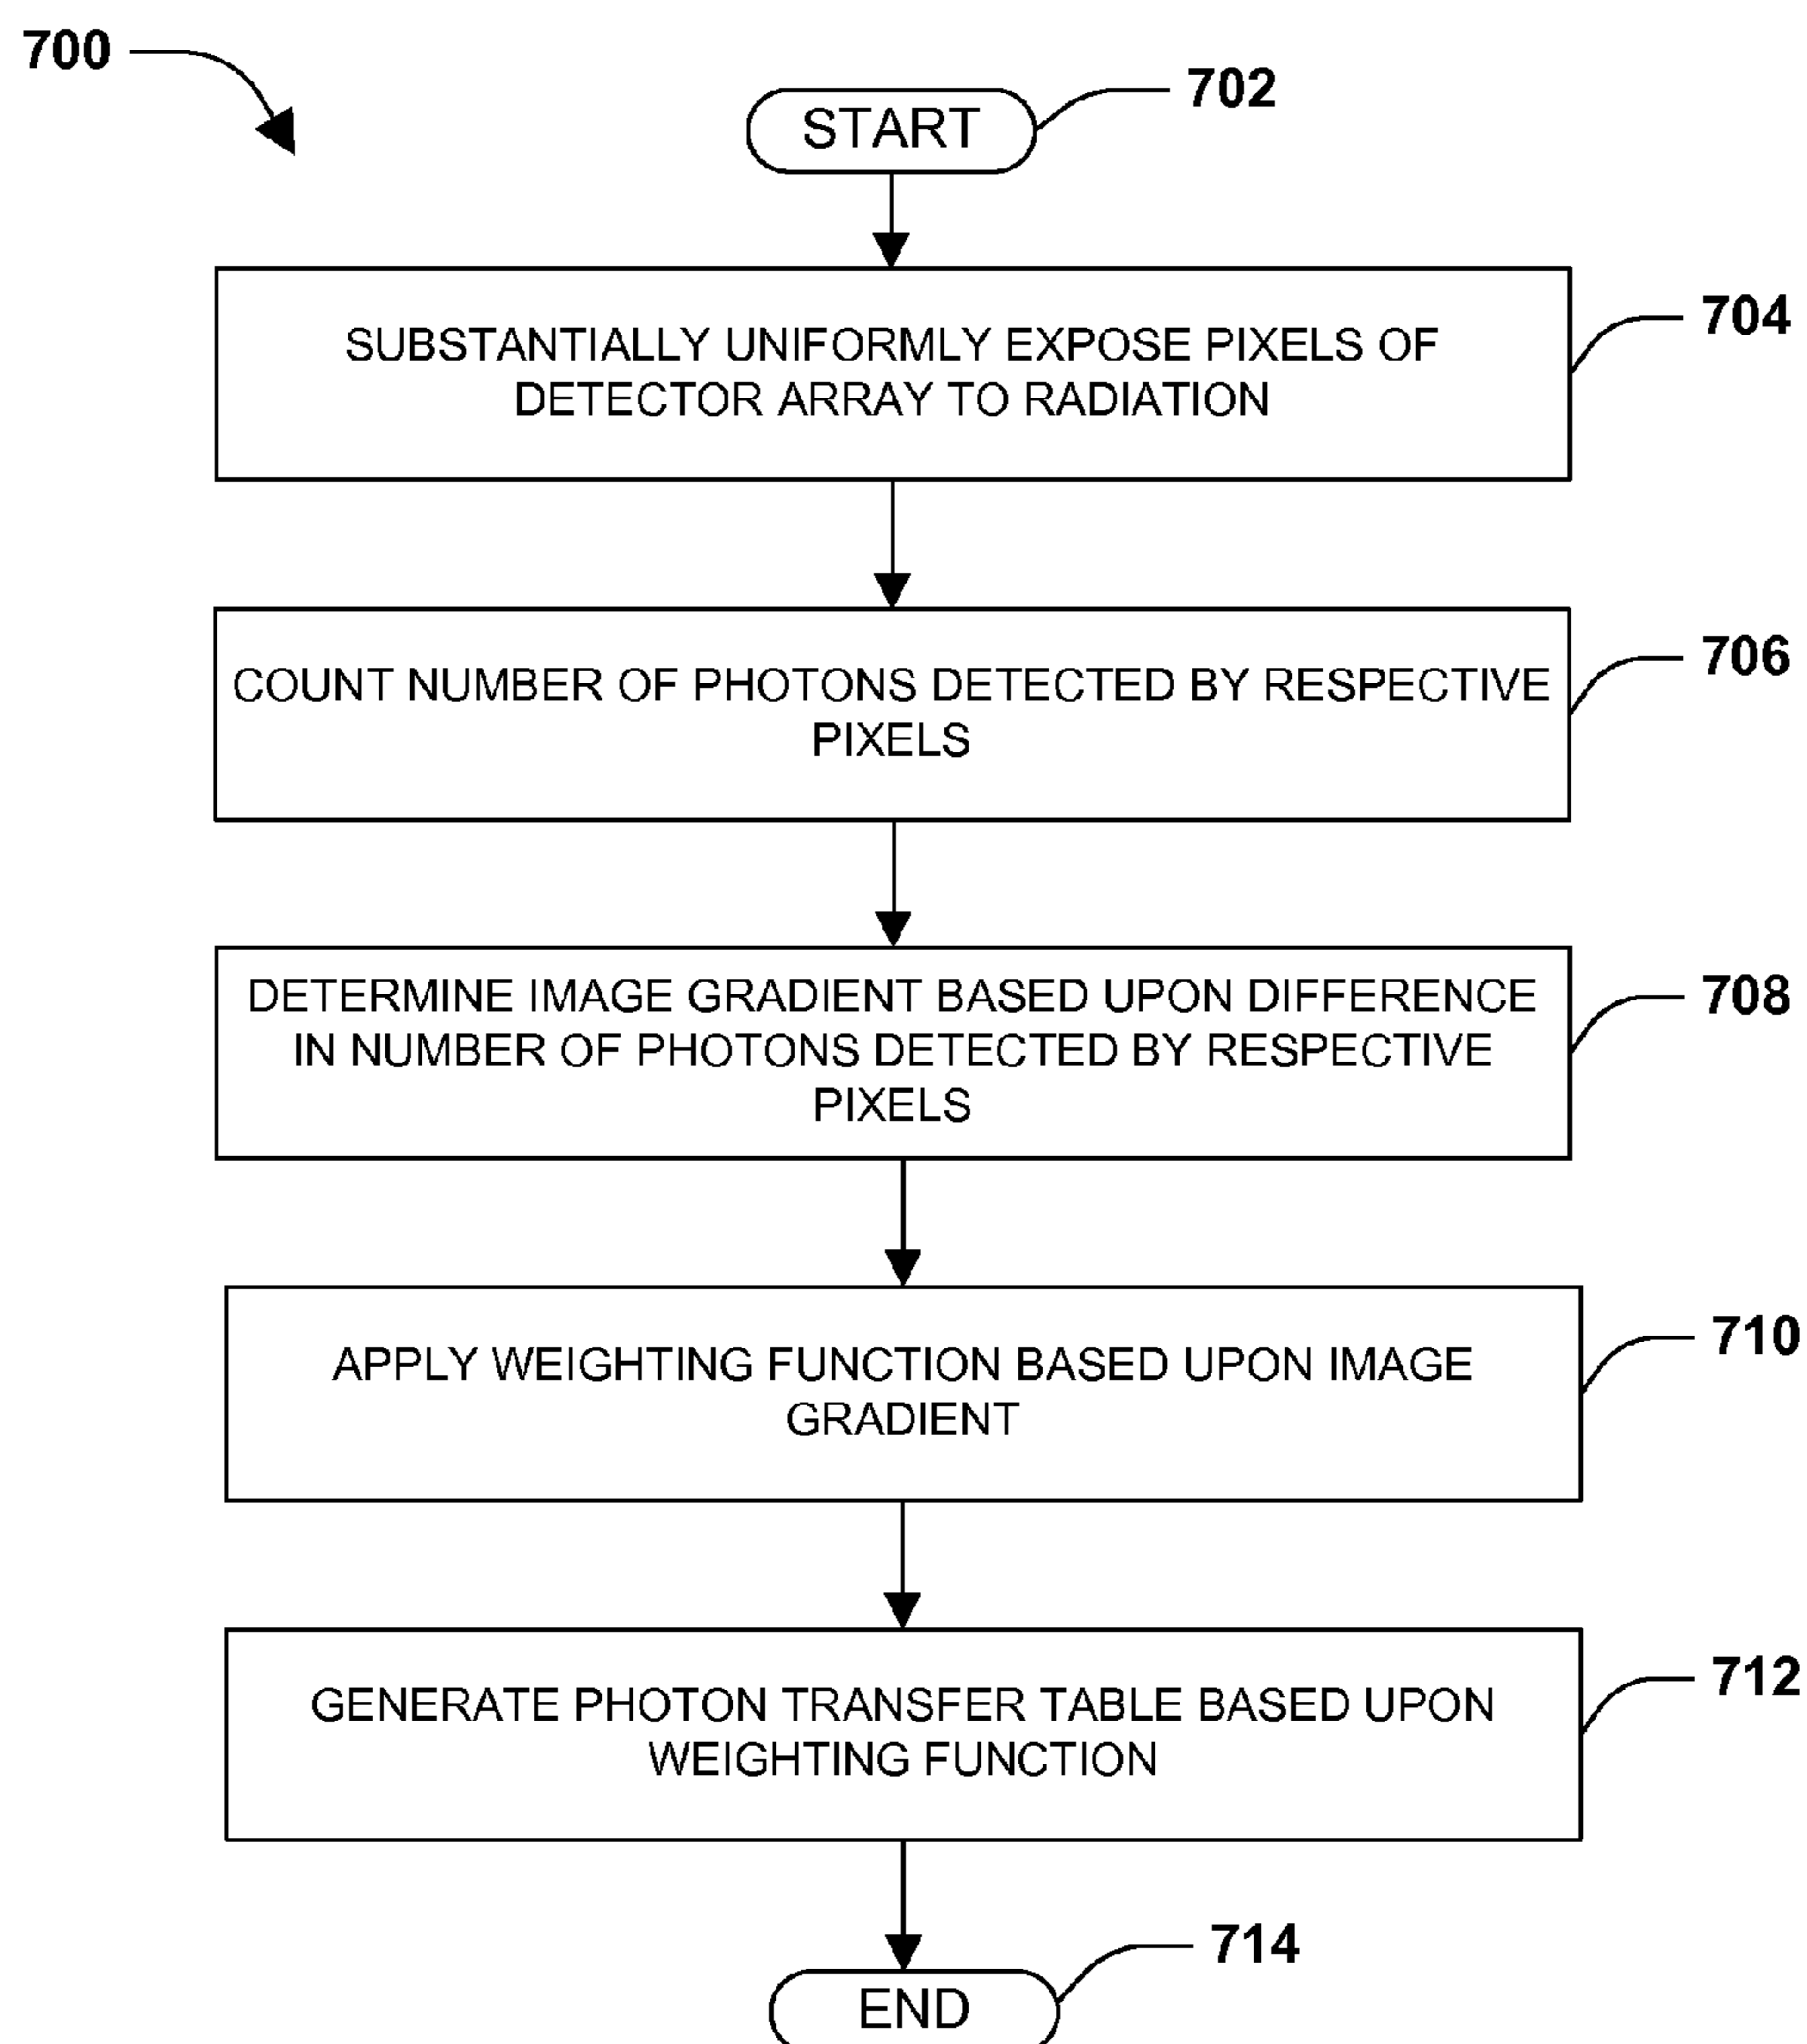 700
START
702
SUBSTANTIALLY UNIFORMLY EXPOSE PIXELS OF
DETECTOR ARRAY TO RADIATION
704
COUNT NUMBER OF PHOTONS DETECTED BY RESPECTIVE
PIXELS
706
DETERMINE IMAGE GRADIENT BASED UPON DIFFERENCE
IN NUMBER OF PHOTONS DETECTED BY RESPECTIVE
PIXELS
708
APPLY WEIGHTING FUNCTION BASED UPON IMAGE
GRADIENT
710
GENERATE PHOTON TRANSFER TABLE BASED UPON
WEIGHTING FUNCTION
712
END
714